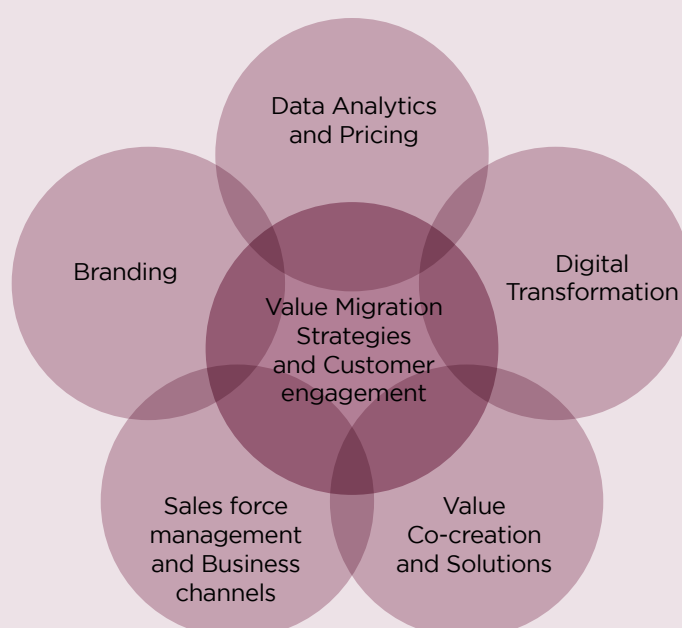 Data Analytics
and Pricing
Branding
Digital
Transformation
Value Migration
Strategies
and Customer
engagement
Sales force
management
and Business
channels
Value
Co-creation
and Solutions